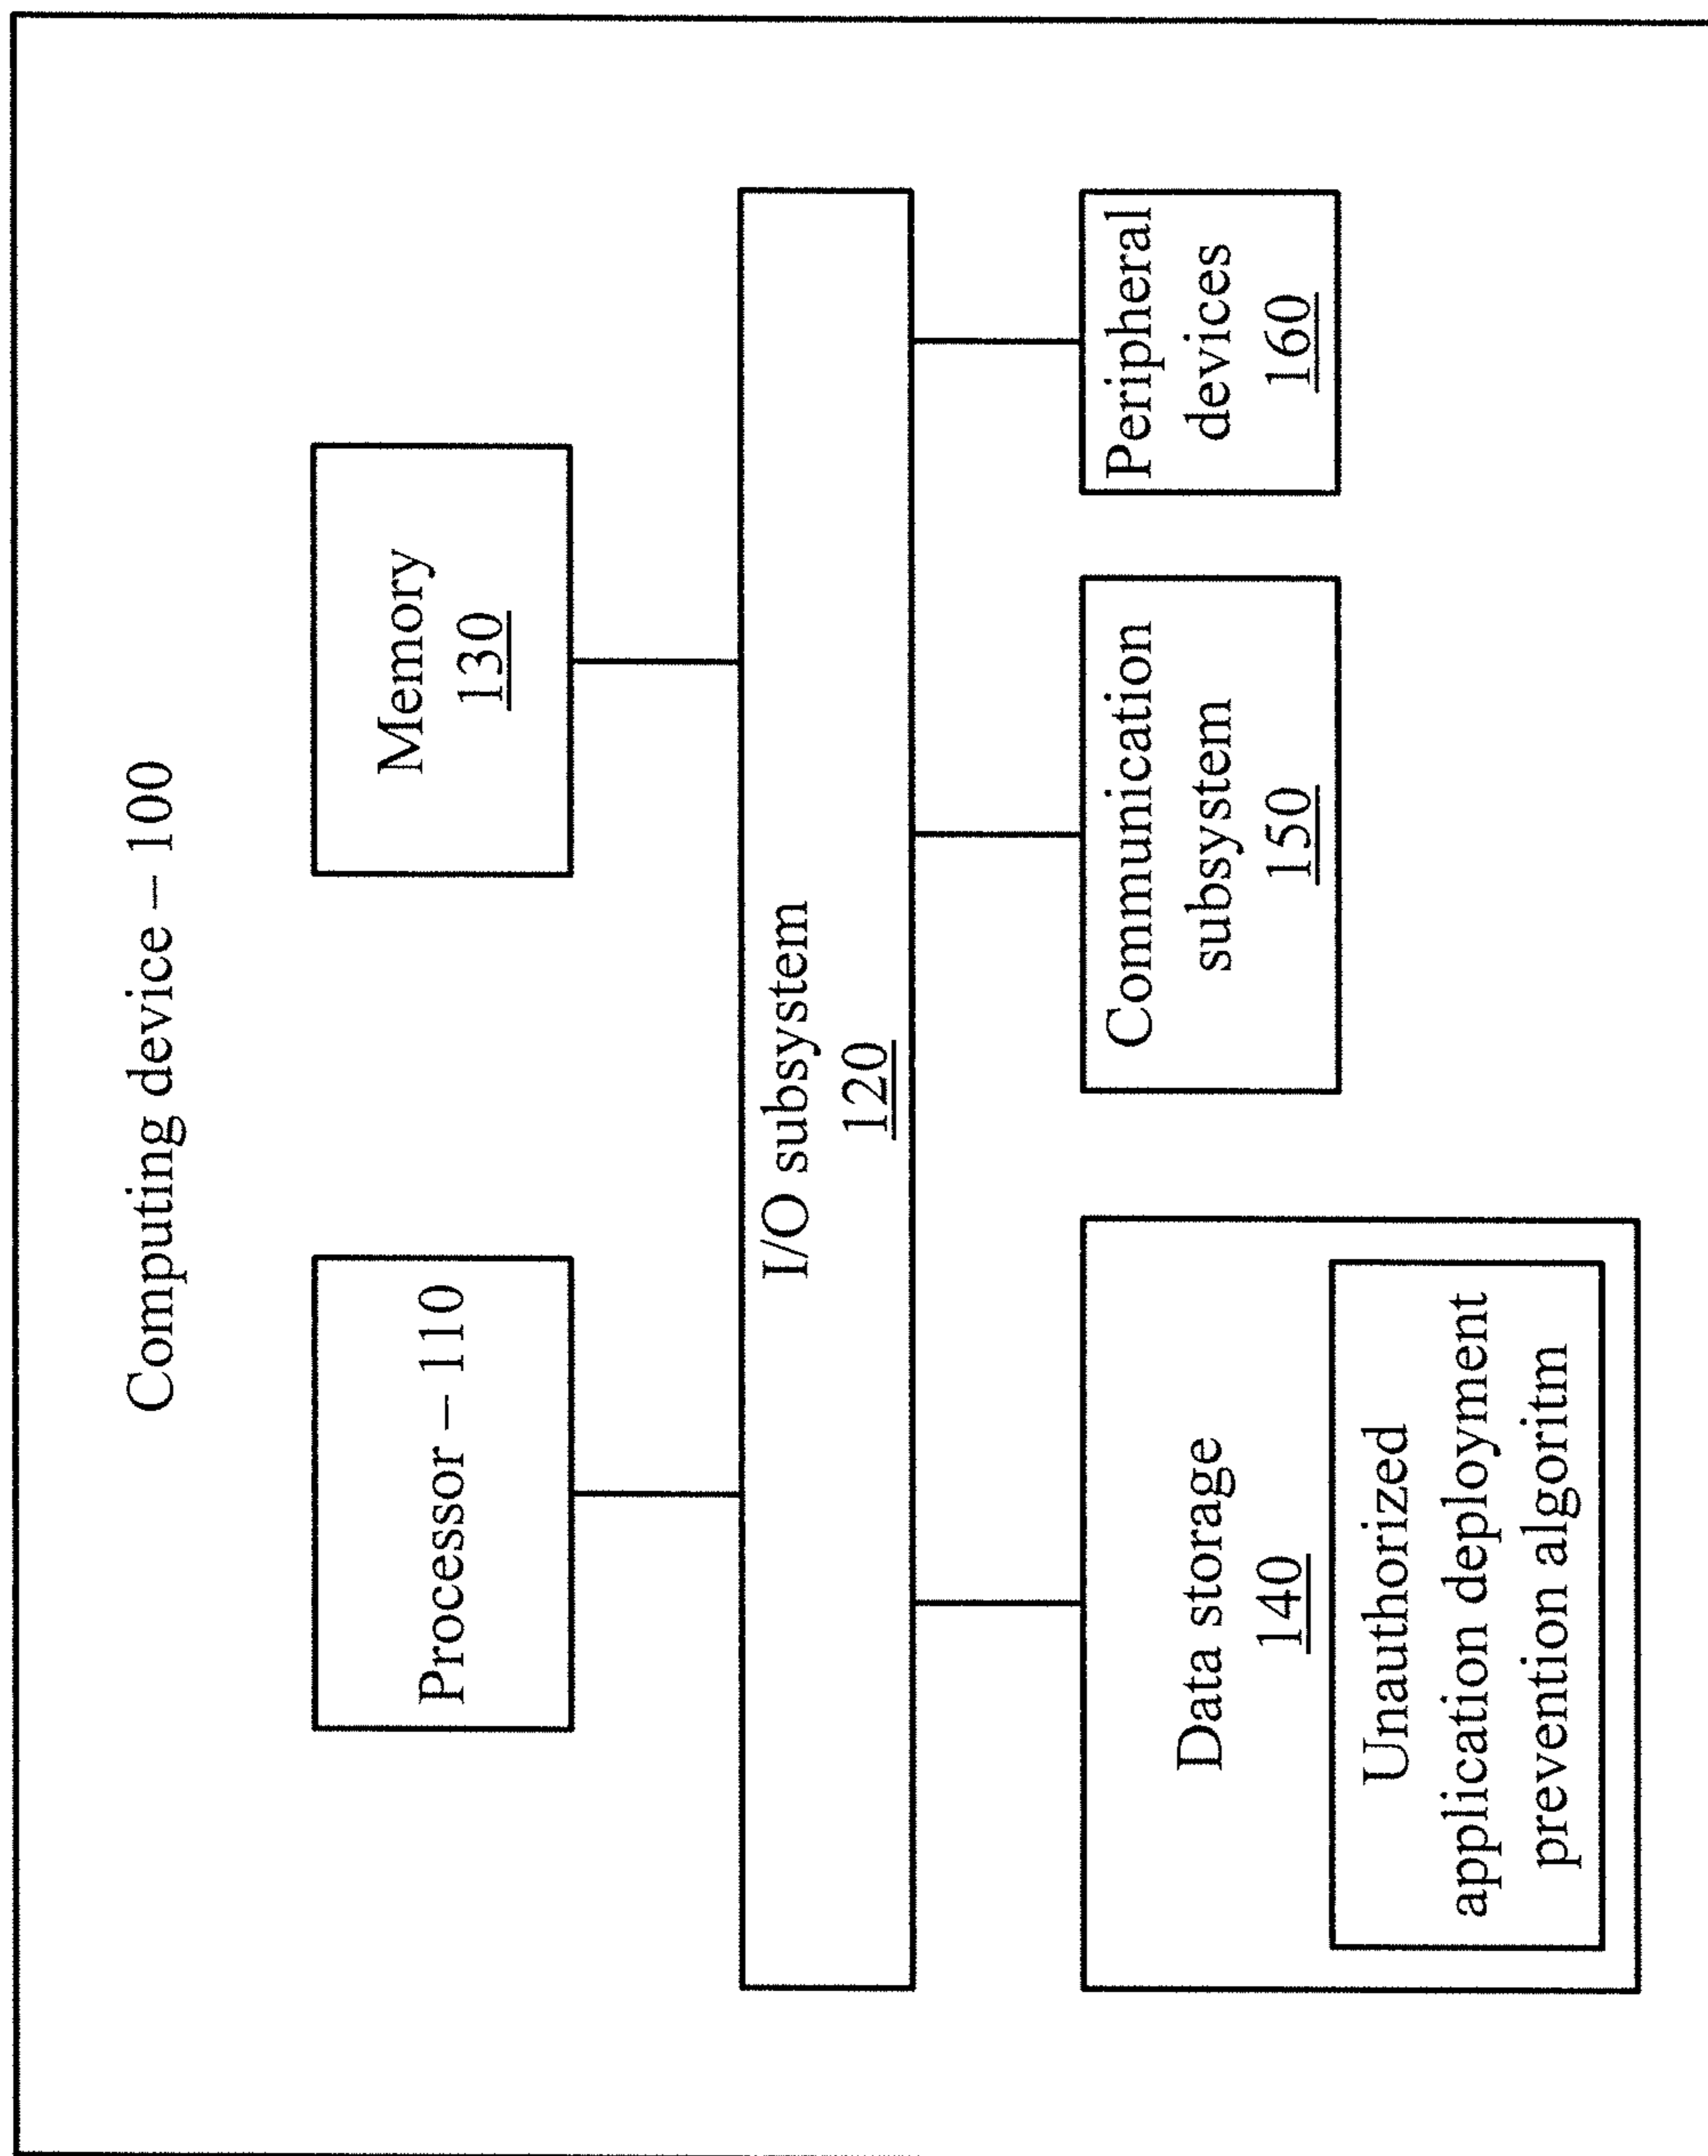 Computing device – 100
Processor – 110
Memory
130
I/O subsystem
120
Data storage
140
Unauthorized
application deployment
prevention algoritm
Communication
subsystem
150
Peripheral
devices
160